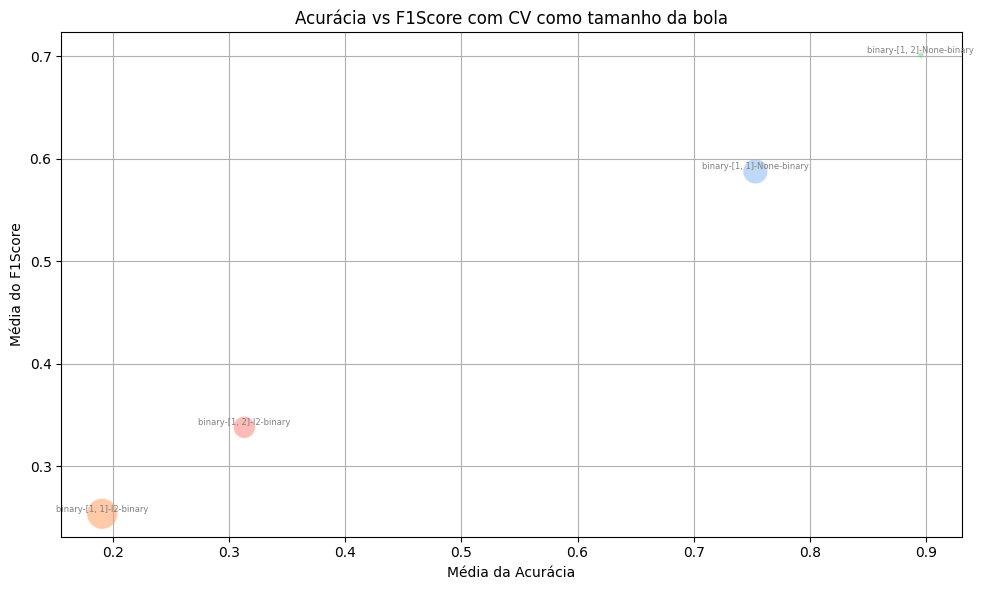 Acurácia vs F1Score com CV como tamanho da bola
0.7
0.6
0.5
0.4
0.3
Média do F1Score
binary-[1, 2]-None-binary
binary-[1, 1]-None-binary
binary-[1, 2]-l2-binary
binary-[1, 1]-l2-binary
0.2
0.3
0.4
0.5
0.6
0.7
0.8
0.9
Média da Acurácia